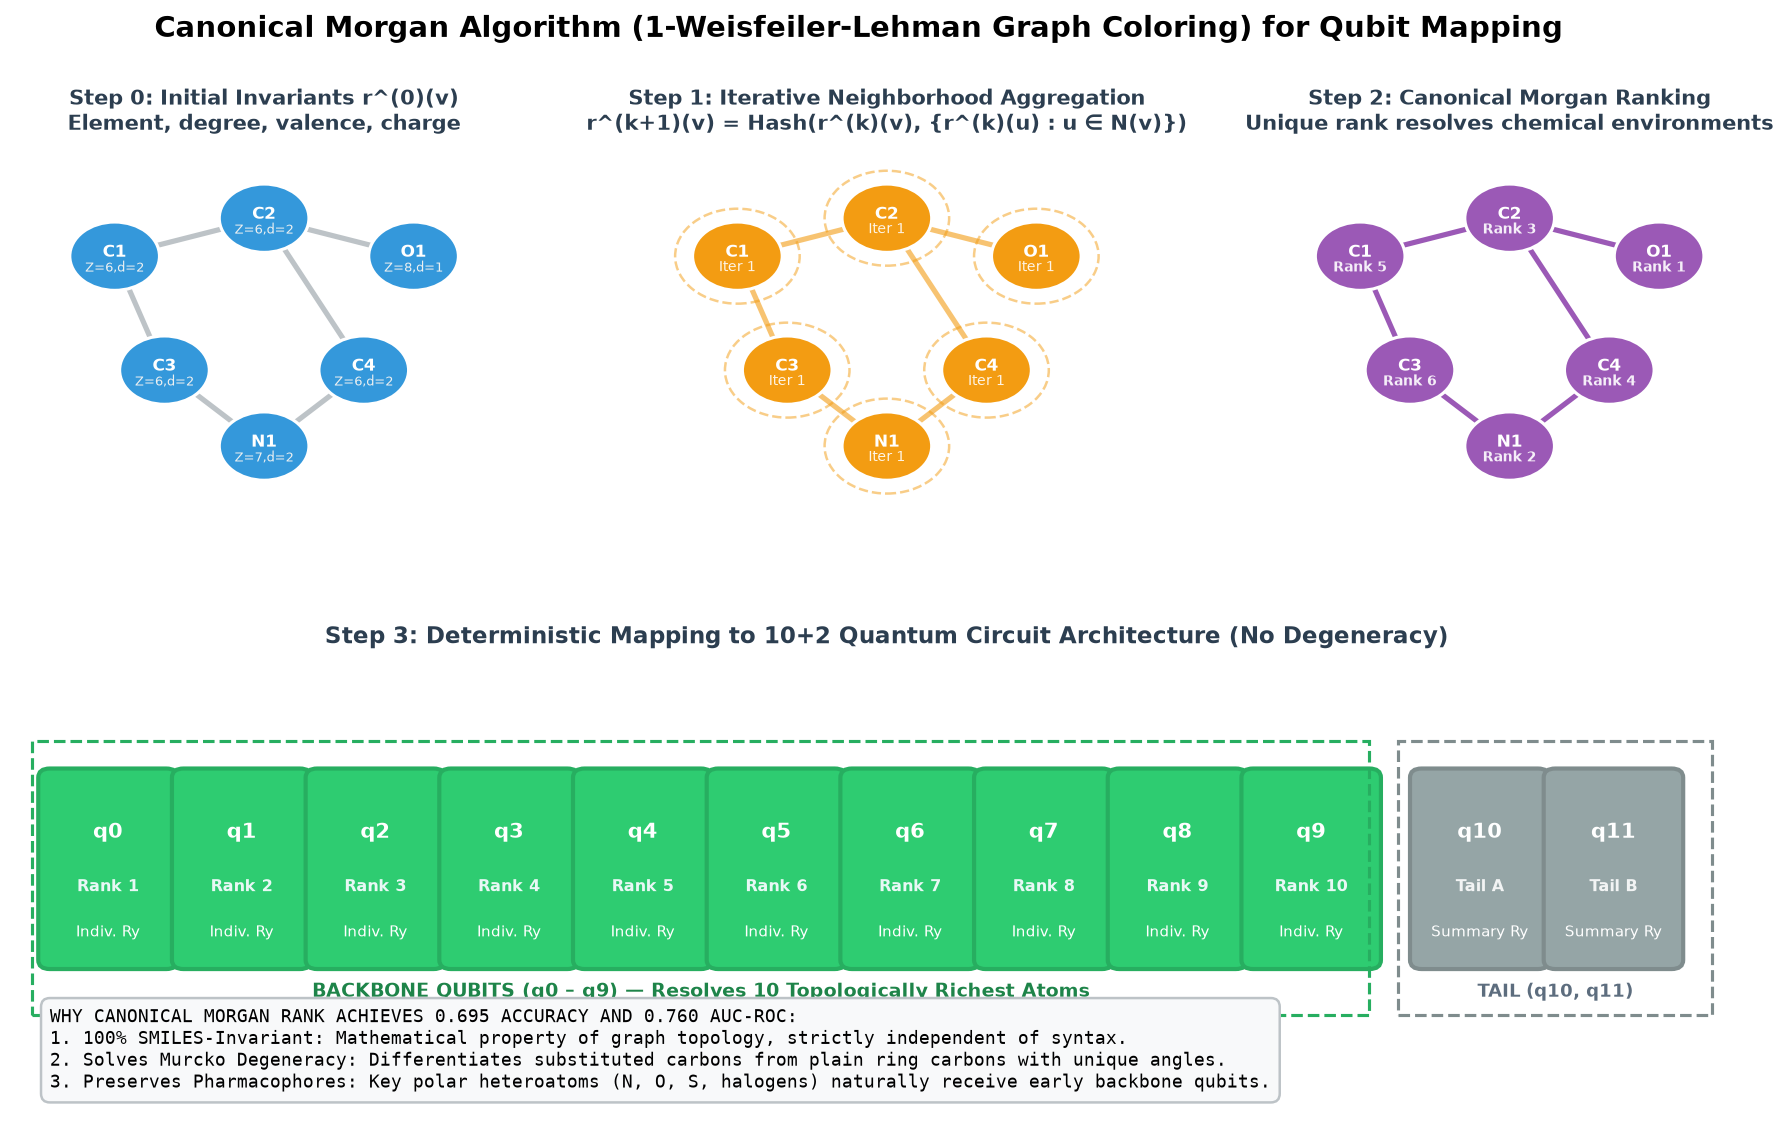 Canonical Morgan Algorithm (1-Weisfeiler-Lehman Graph Coloring) for Qubit Mapping
Step 0: Initial Invariants r^(0)(v)
Element, degree, valence, charge
C2
Z=6,d=2
C1
Z=6,d=2
O1
Z=8,d=1
C3
Z=6,d=2
C4
Z=6,d=2
N1
Z=7,d=2
Step 1: Iterative Neighborhood Aggregation
r^(k+1)(v) = Hash(r^(k)(v), {r^(k)(u) : u ∈ N(v)})
C2
Iter 1
C1
Iter 1
O1
Iter 1
C3
Iter 1
C4
Iter 1
N1
Iter 1
Step 2: Canonical Morgan Ranking
Unique rank resolves chemical environments
C2
Rank 3
C1
Rank 5
O1
Rank 1
C3
Rank 6
C4
Rank 4
N1
Rank 2
Step 3: Deterministic Mapping to 10+2 Quantum Circuit Architecture (No Degeneracy)
q0
Rank 1
Indiv. Ry
q1
Rank 2
Indiv. Ry
q2
Rank 3
Indiv. Ry
q3
Rank 4
Indiv. Ry
q4
Rank 5
Indiv. Ry
q5
Rank 6
Indiv. Ry
q6
Rank 7
Indiv. Ry
q7
Rank 8
Indiv. Ry
q8
Rank 9
Indiv. Ry
q9
Rank 10
Indiv. Ry
q10
Tail A
Summary Ry
q11
Tail B
Summary Ry
BACKBONE QUBITS (q0 – q9) — Resolves 10 Topologically Richest Atoms
TAIL (q10, q11)
WHY CANONICAL MORGAN RANK ACHIEVES 0.695 ACCURACY AND 0.760 AUC-ROC:
1. 100% SMILES-Invariant: Mathematical property of graph topology, strictly independent of syntax.
2. Solves Murcko Degeneracy: Differentiates substituted carbons from plain ring carbons with unique angles.
3. Preserves Pharmacophores: Key polar heteroatoms (N, O, S, halogens) naturally receive early backbone qubits.